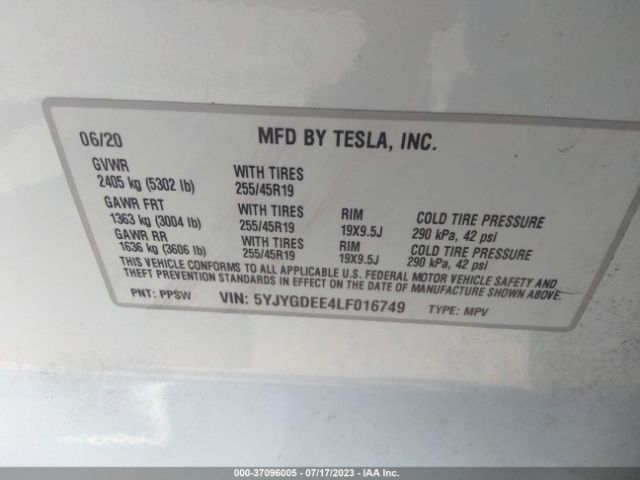 06/20 MFD BY TESLA, INC.
GVWR WITH TIRES
2405 kg (5302 lb) 255/45R19
GAWR FRT WITH TIRES RIM COLD TIRE PRESSURE
1363 kg (3004 lb) 255/45R19 19X9.5J 290 kPa, 42 psi
GAWR RR WITH TIRES RIM COLD TIRE PRESSURE
1636 kg (3606 lb) 255/45R19 19X9.5J 290 kPa, 42 psi
THIS VEHICLE CONFORMS TO ALL APPLICABLE U.S. FEDERAL MOTOR VEHICLE SAFETY AND
THEFT PREVENTION STANDARDS IN EFFECT ON THE DATE OF MANUFACTURE SHOWN ABOVE.
PNT: PPSW VIN: 5YJYGDEE4LF016749 TYPE: MPV
000-37096005 - 07/17/2023 - IAA Inc.